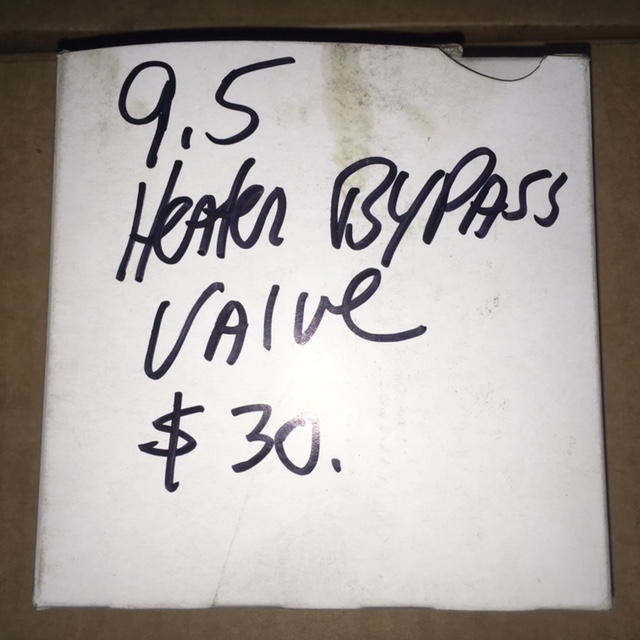 9.5
Heater BYPASS
Valve
$30.